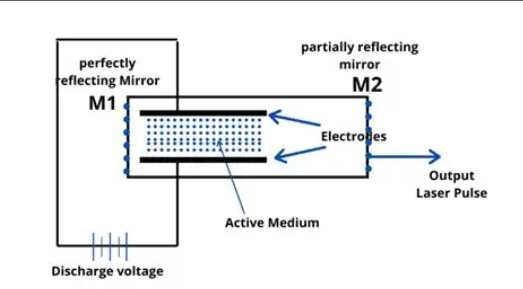 perfectly
reflecting Mirror
M1
partially reflecting
mirror
M2
Electrodes
Output
Laser Pulse
Active Medium
Discharge voltage